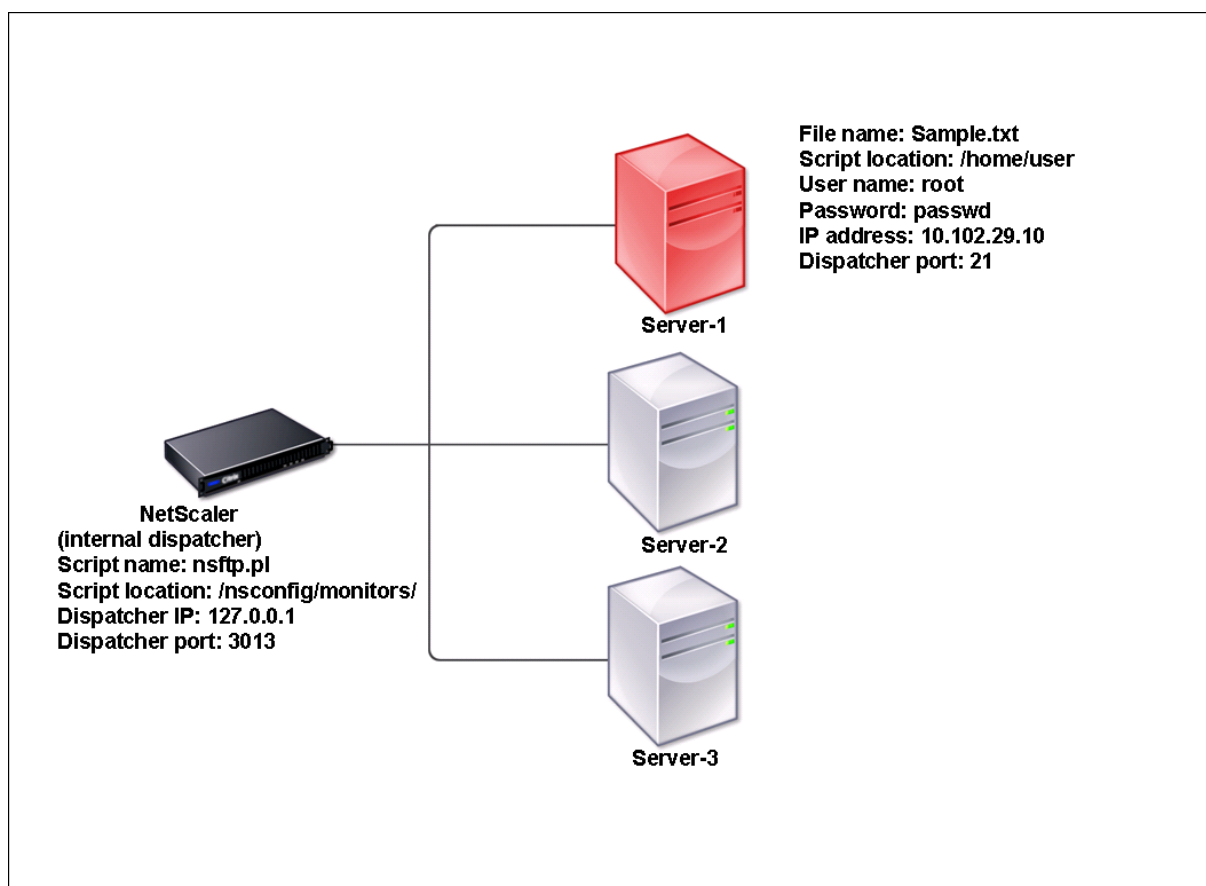 File name: Sample.txt
Script location: /home/user
User name: root
Password: passwd
IP address: 10.102.29.10
Dispatcher port: 21
Server-1
Server-2
Server-3
NetScaler
(internal dispatcher)
Script name: nsftp.pl
Script location: /nsconfig/monitors/
Dispatcher IP: 127.0.0.1
Dispatcher port: 3013